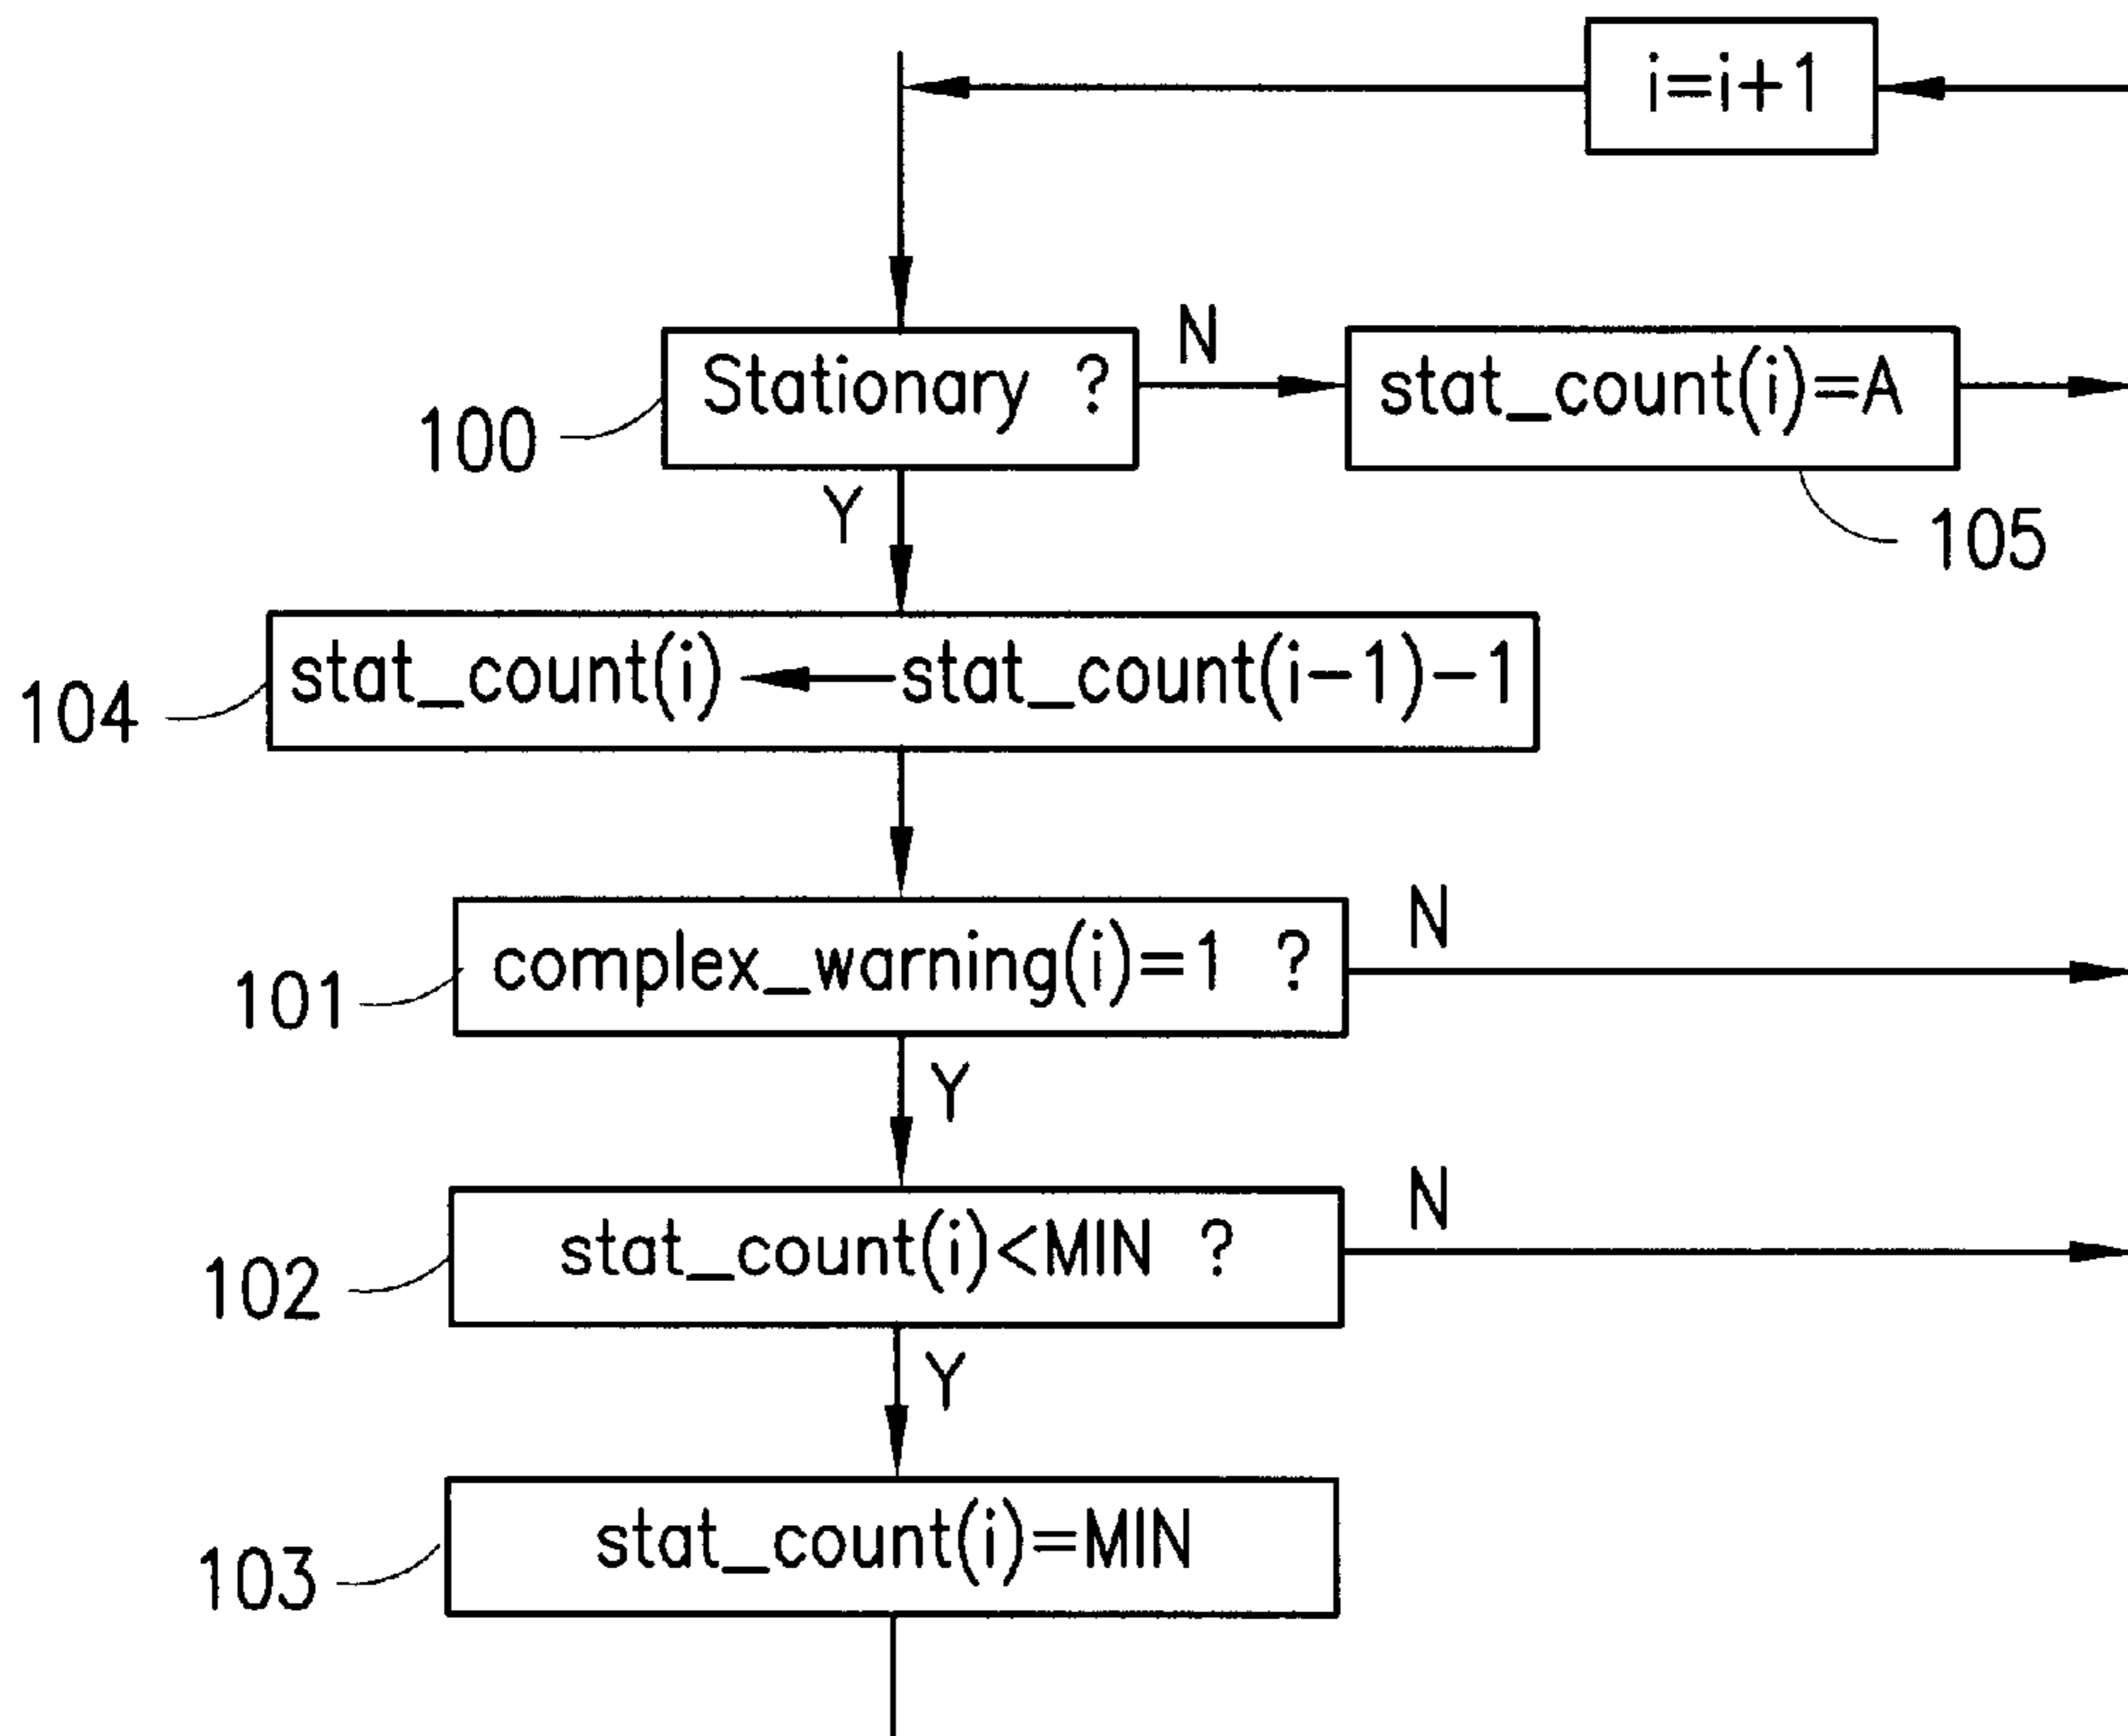 i=i+1
Stationary ?
N
stat_count(i)=A
100
Y
105
stat_count(i) ← stat_count(i-1)-1
104
complex_warning(i)=1 ?
N
101
Y
stat_count(i)<MIN ?
N
102
Y
stat_count(i)=MIN
103